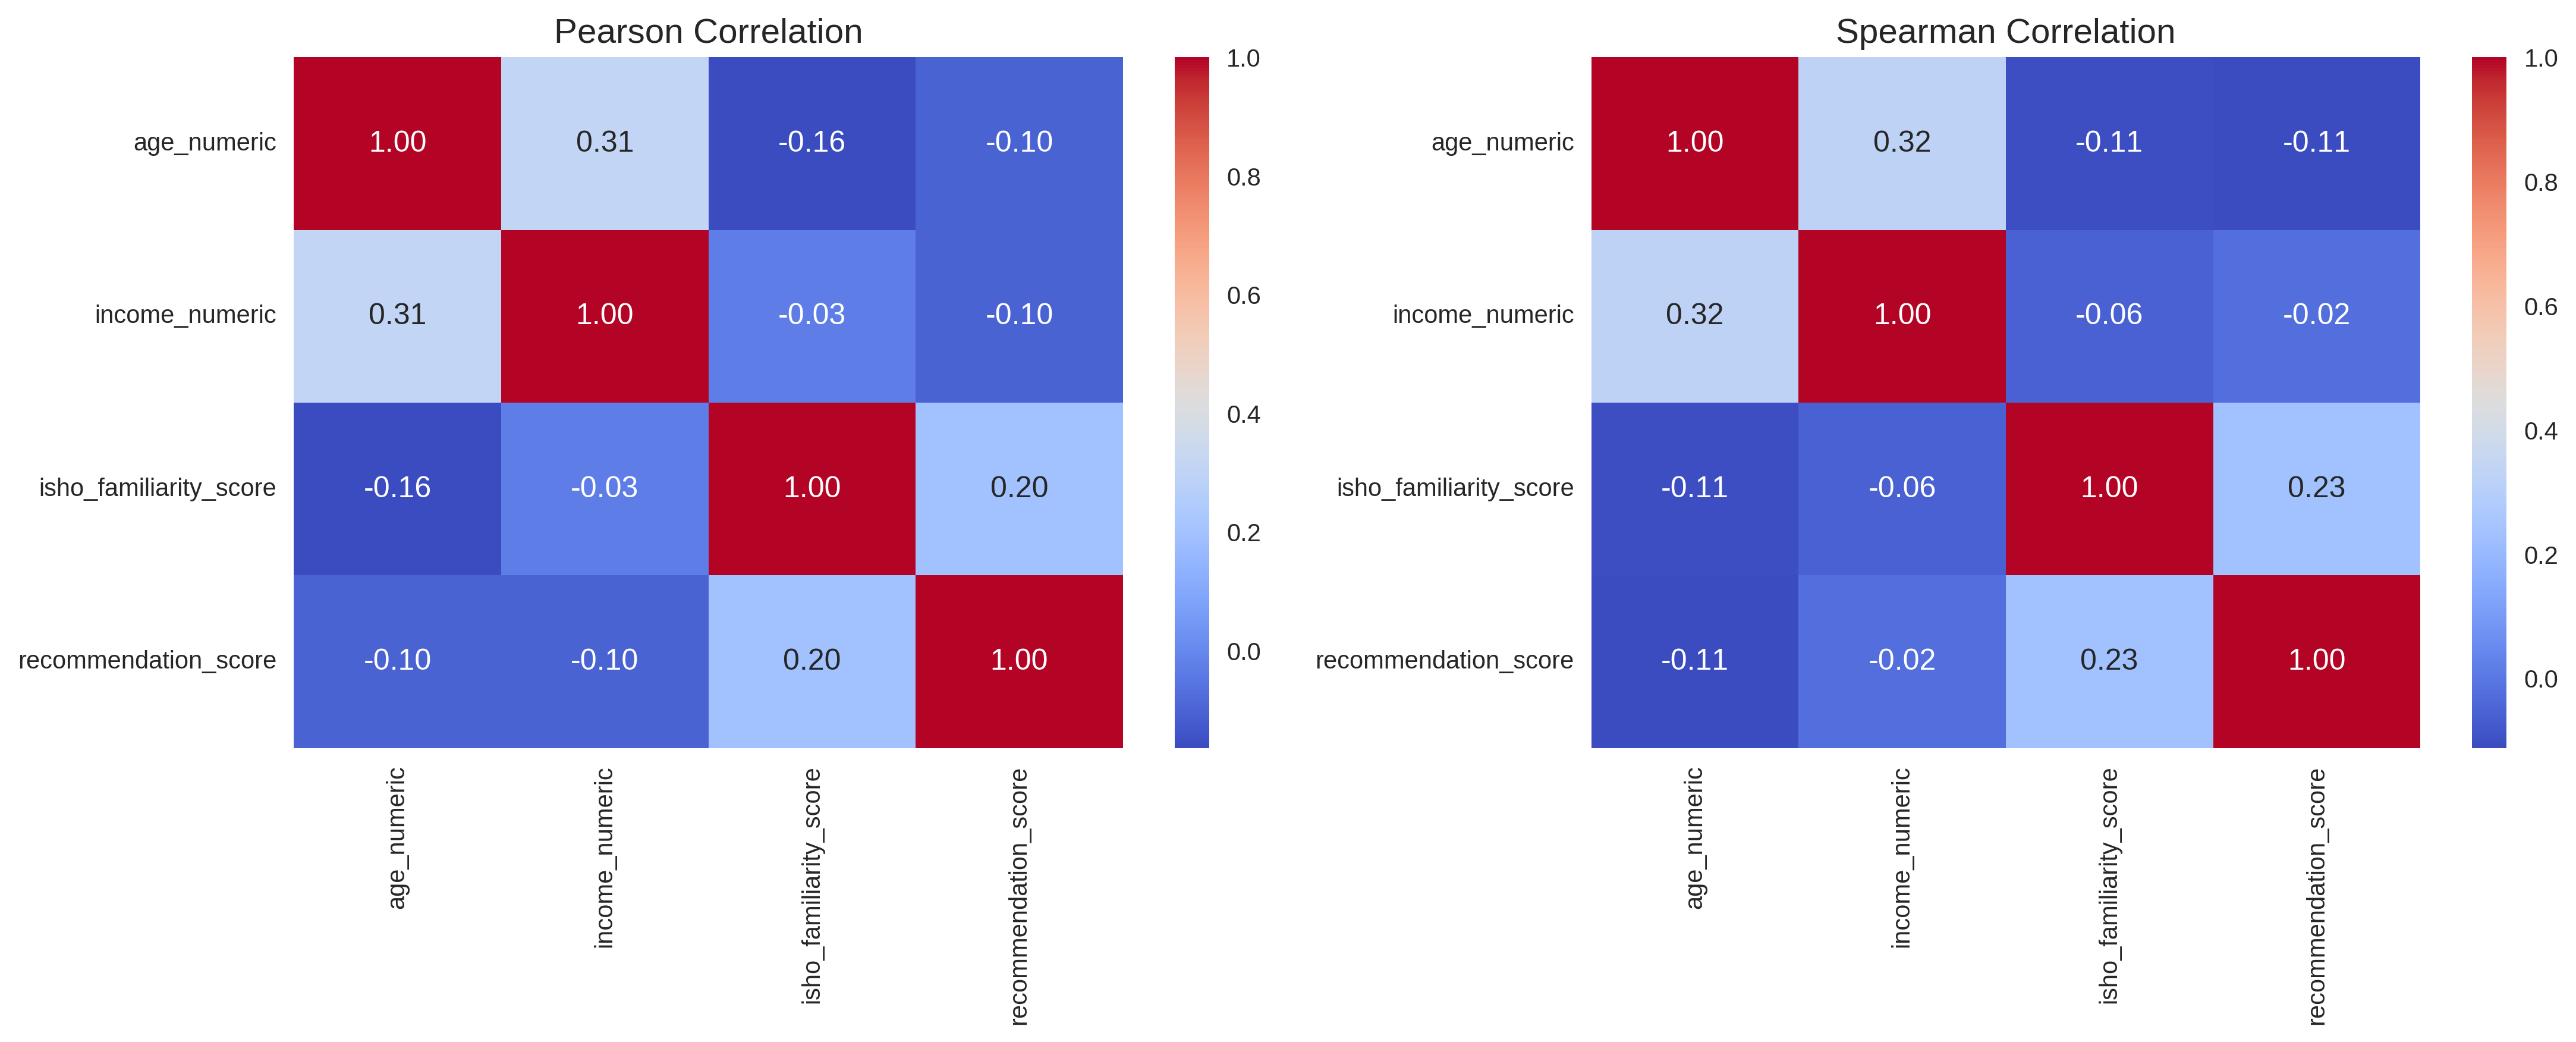 Pearson Correlation
age_numeric 1.00 0.31 -0.16 -0.10
income_numeric 0.31 1.00 -0.03 -0.10
isho_familiarity_score -0.16 -0.03 1.00 0.20
recommendation_score -0.10 -0.10 0.20 1.00
age_numeric
income_numeric
isho_familiarity_score
recommendation_score
1.0
0.8
0.6
0.4
0.2
0.0
Spearman Correlation
age_numeric 1.00 0.32 -0.11 -0.11
income_numeric 0.32 1.00 -0.06 -0.02
isho_familiarity_score -0.11 -0.06 1.00 0.23
recommendation_score -0.11 -0.02 0.23 1.00
age_numeric
income_numeric
isho_familiarity_score
recommendation_score
1.0
0.8
0.6
0.4
0.2
0.0